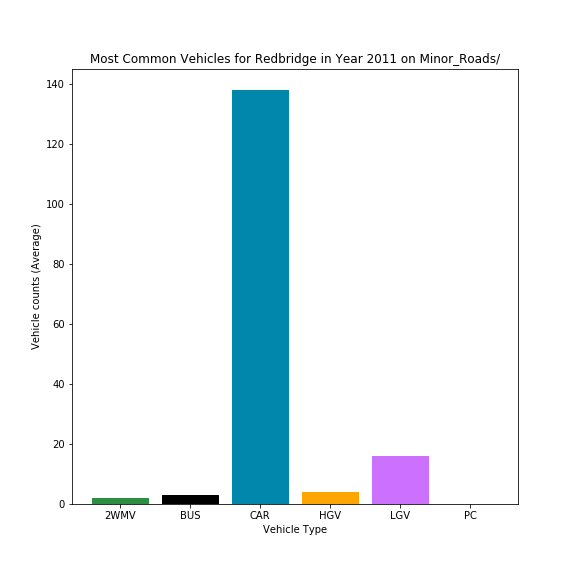 Most Common Vehicles for Redbridge in Year 2011 on Minor_Roads/
140
120
100
80
60
40
20
0
Vehicle counts (Average)
2WMV BUS CAR HGV LGV PC
Vehicle Type